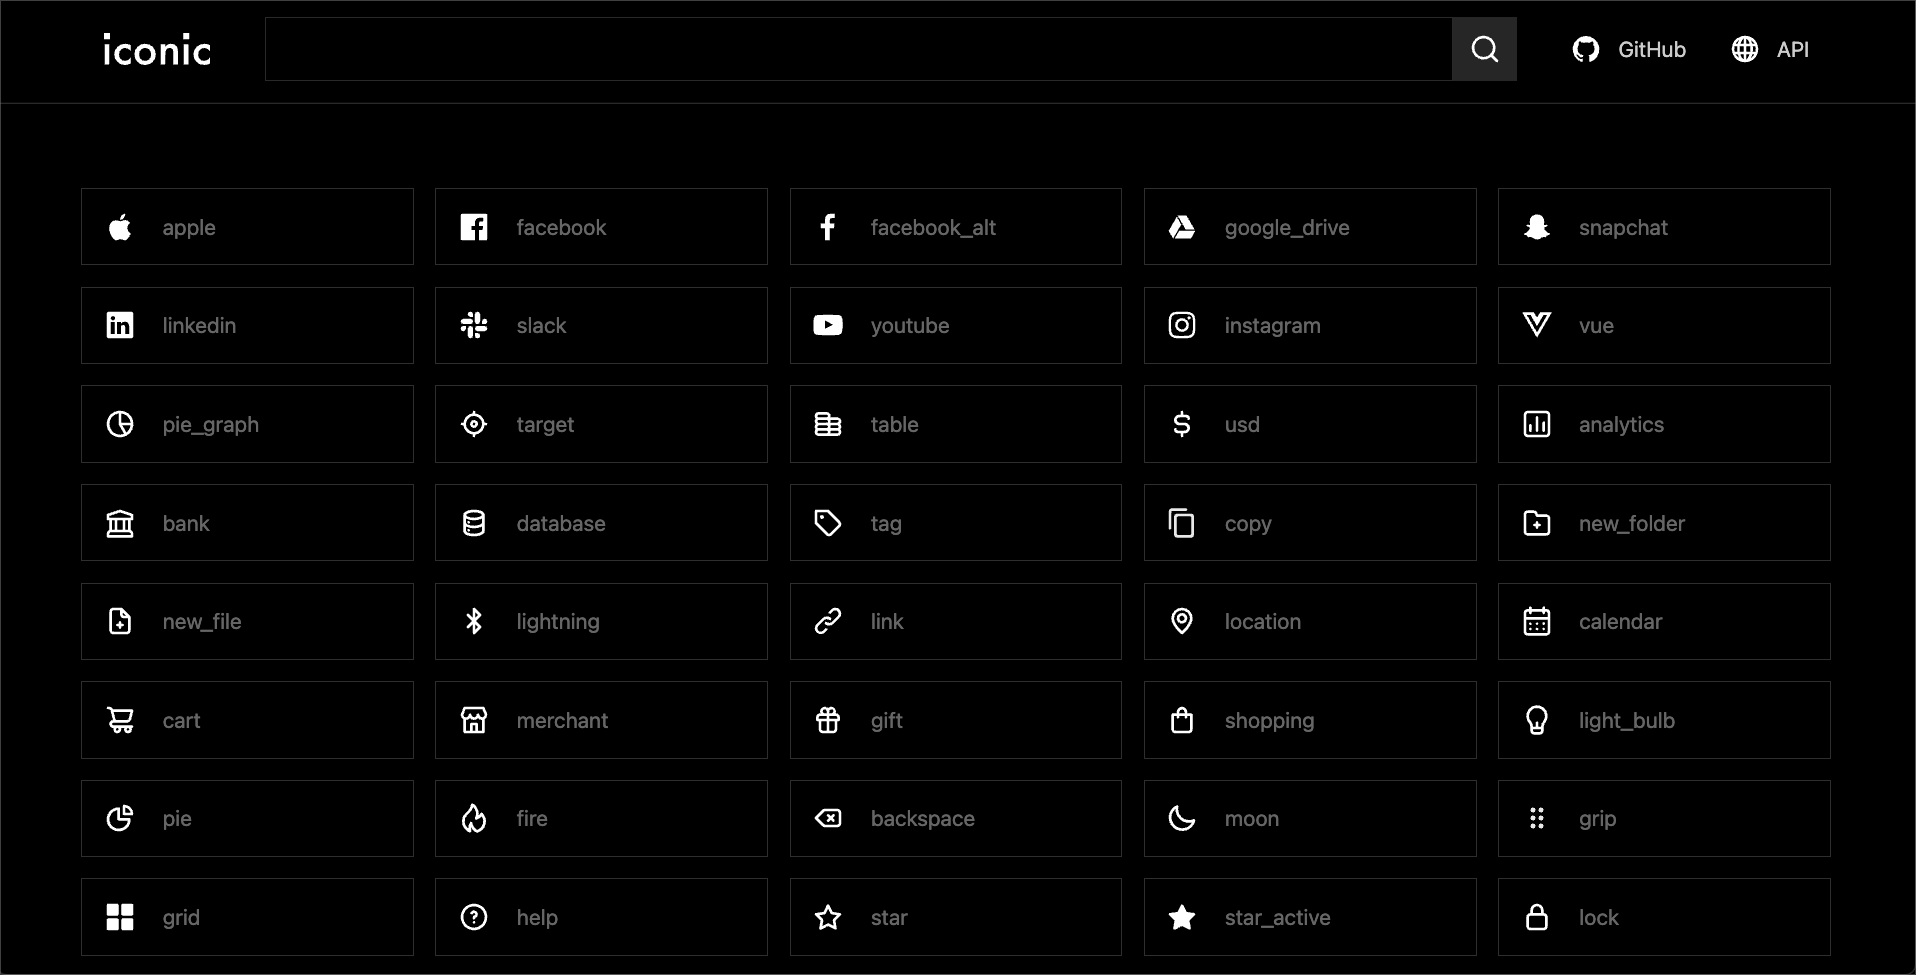 iconic GitHub API
apple facebook facebook_alt google_drive snapchat
linkedin slack youtube instagram vue
pie_graph target table usd analytics
bank database tag copy new_folder
new_file lightning link location calendar
cart merchant gift shopping light_bulb
pie fire backspace moon grip
grid help star star_active lock